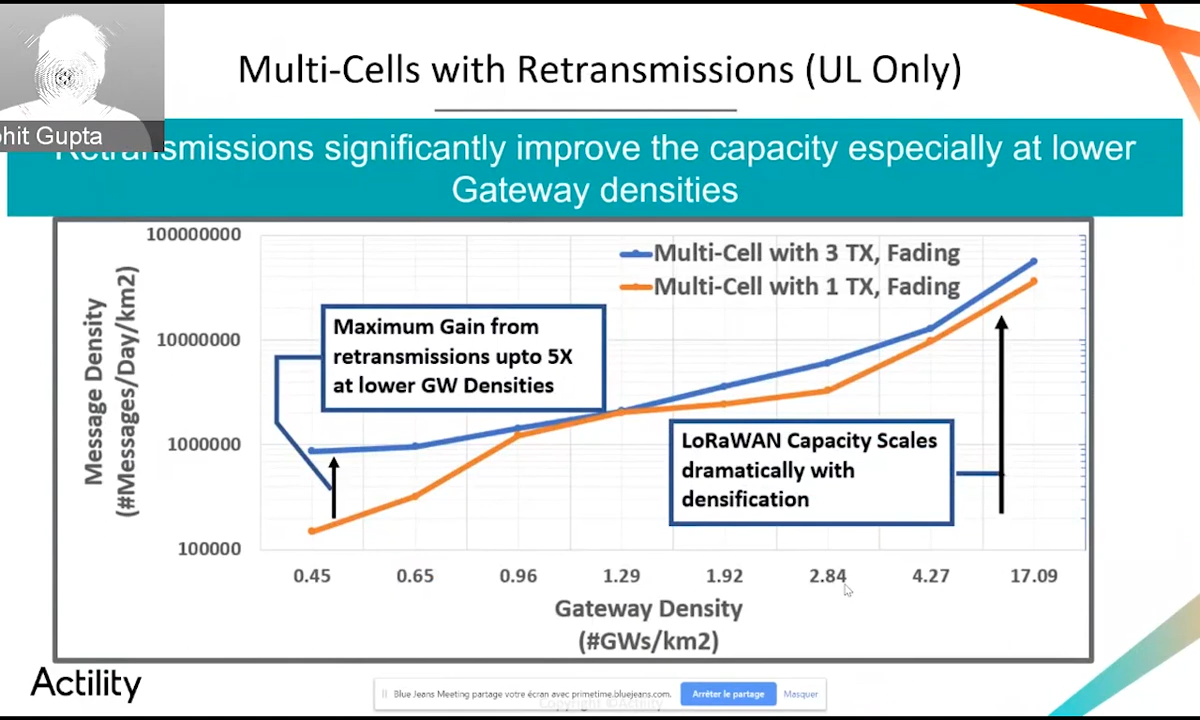 Multi-Cells with Retransmissions (UL Only)
hit Gupta
Retransmissions significantly improve the capacity especially at lower
Gateway densities
100000000
10000000
1000000
100000
Message Density
(#Messages/Day/km2)
Multi-Cell with 3 TX, Fading
Multi-Cell with 1 TX, Fading
Maximum Gain from
retransmissions upto 5X
at lower GW Densities
LoRaWAN Capacity Scales
dramatically with
densification
0.45 0.65 0.96 1.29 1.92 2.84 4.27 17.09
Gateway Density
(#GWs/km2)
Actility
Blue Jeans Meeting partage votre écran avec primetime.bluejeans.com. Arrêter le partage Masquer
Copyright ©Actility